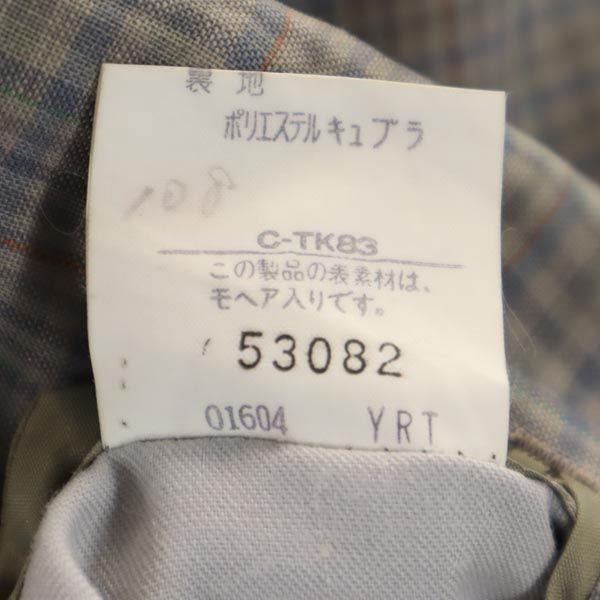 裏地
ポリエステル キュプラ
108
C-TK83
この製品の表素材は、
モヘア入りです。
53082
01604 YRT